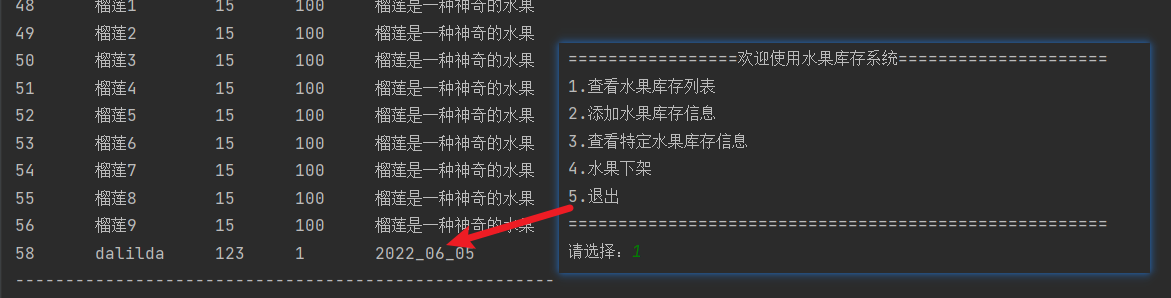 48 榴莲1 15 100 榴莲是一种神奇的水果
49 榴莲2 15 100 榴莲是一种神奇的水果
50 榴莲3 15 100 榴莲是一种神奇的水果
51 榴莲4 15 100 榴莲是一种神奇的水果
52 榴莲5 15 100 榴莲是一种神奇的水果
53 榴莲6 15 100 榴莲是一种神奇的水果
54 榴莲7 15 100 榴莲是一种神奇的水果
55 榴莲8 15 100 榴莲是一种神奇的水果
56 榴莲9 15 100 榴莲是一种神奇的水果
58 dalilda 123 1 2022_06_05
------------------------------------------------------
=================欢迎使用水果库存系统=====================
1.查看水果库存列表
2.添加水果库存信息
3.查看特定水果库存信息
4.水果下架
5.退出
======================================================
请选择：1